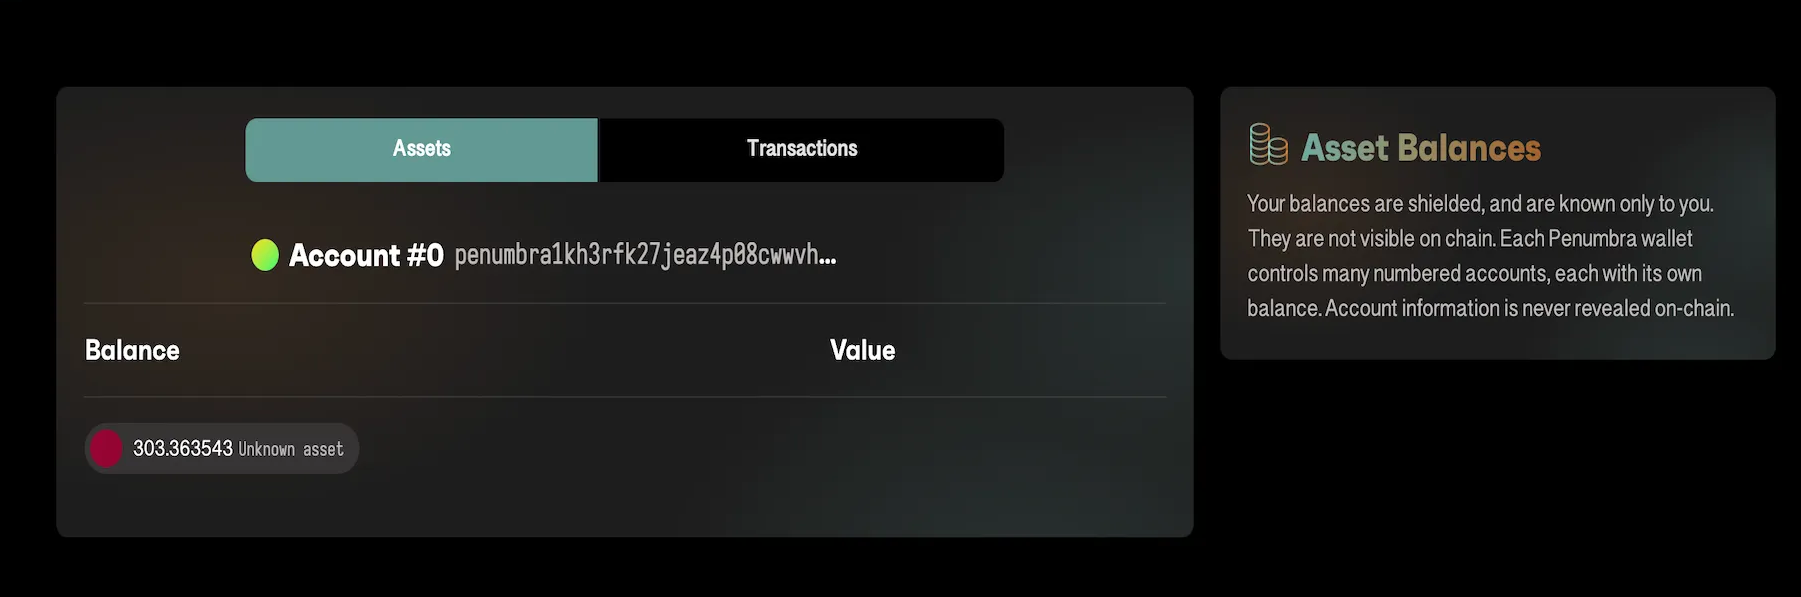 Assets
Transactions
Account #0 penumbra1kh3rfk27jeaz4p08cwwvh...
Balance
Value
303.363543 Unknown asset
Asset Balances
Your balances are shielded, and are known only to you.
They are not visible on chain. Each Penumbra wallet
controls many numbered accounts, each with its own
balance. Account information is never revealed on-chain.